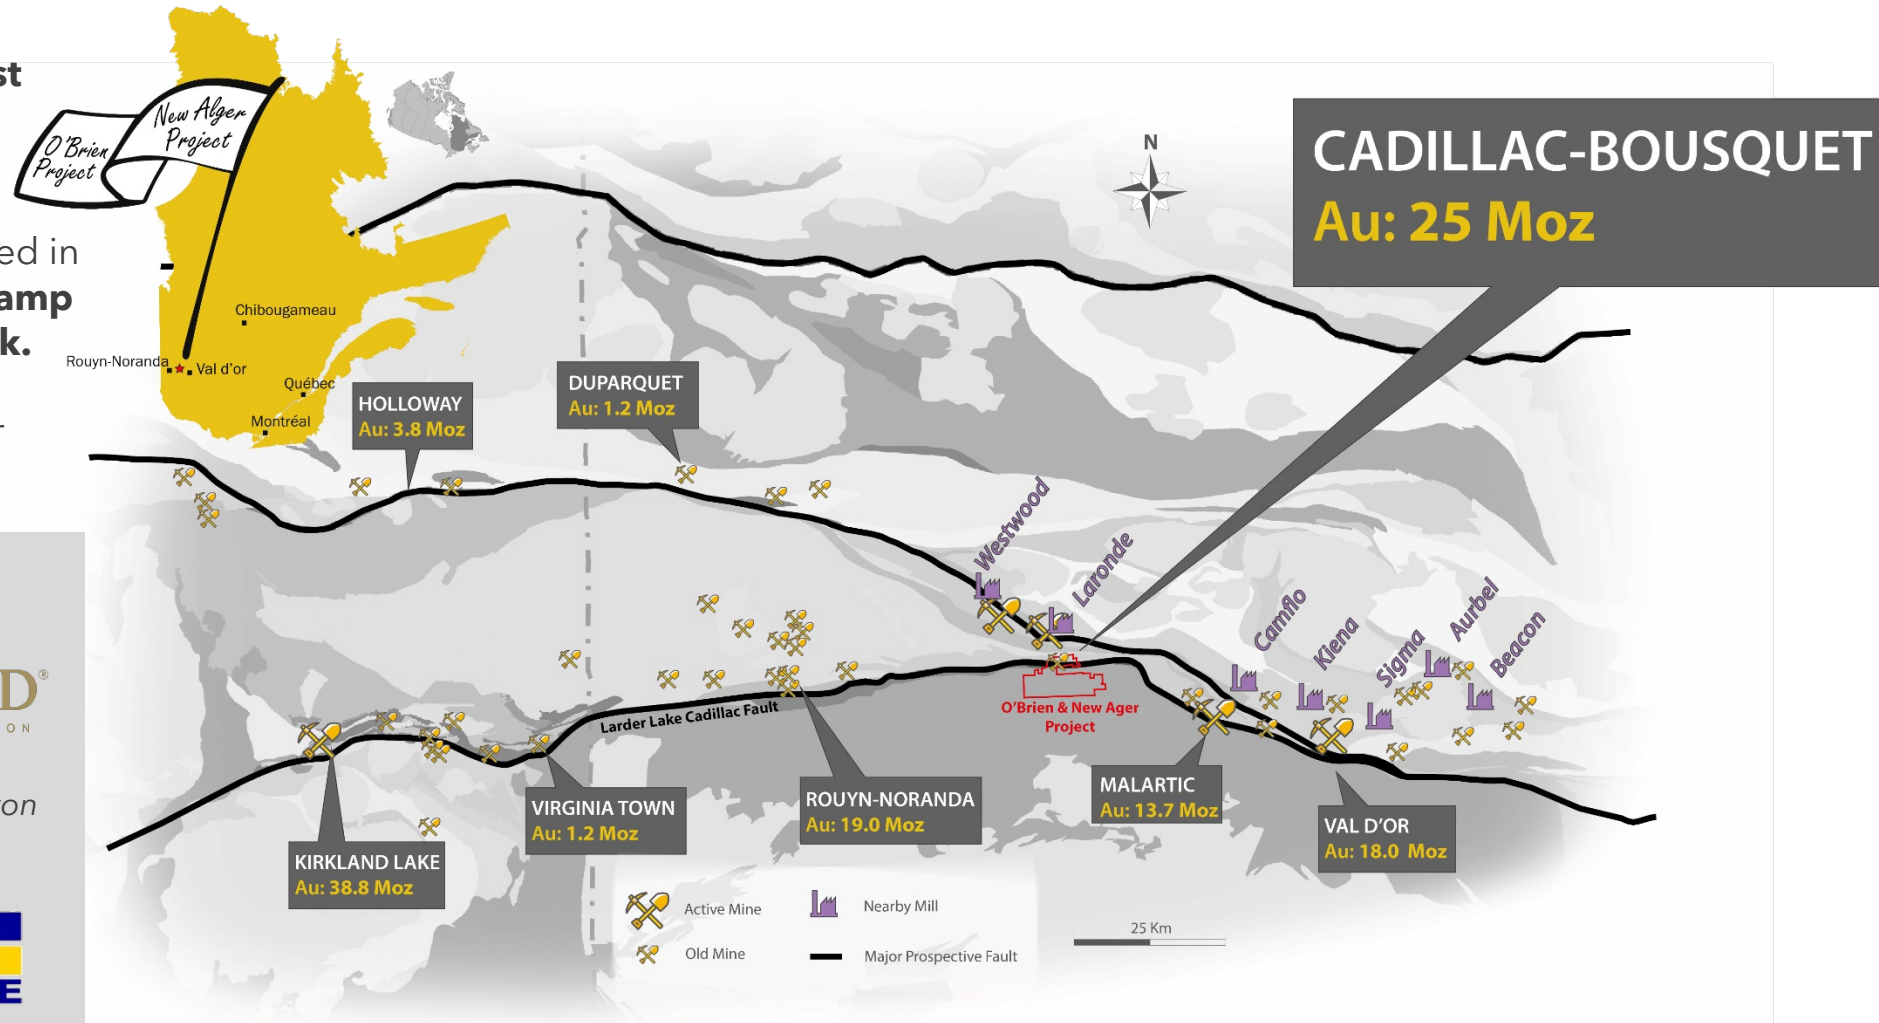 st
New Alger
Project
O'Brien
Project
ed in
amp
k.
r
Chibougameau
Rouyn-Noranda
Val d'or
Québec
Montréal
N
CADILLAC-BOUSQUET
Au: 25 Moz
HOLLOWAY
Au: 3.8 Moz
DUPARQUET
Au: 1.2 Moz
Westwood
Laronde
Camflo
Kiena
Sigma
Aurbel
Beacon
Larder Lake Cadillac Fault
O'Brien & New Ager
Project
KIRKLAND LAKE
Au: 38.8 Moz
VIRGINIA TOWN
Au: 1.2 Moz
ROUYN-NORANDA
Au: 19.0 Moz
MALARTIC
Au: 13.7 Moz
VAL D'OR
Au: 18.0 Moz
D®
ON
on
E
Active Mine
Nearby Mill
Old Mine
Major Prospective Fault
25 Km